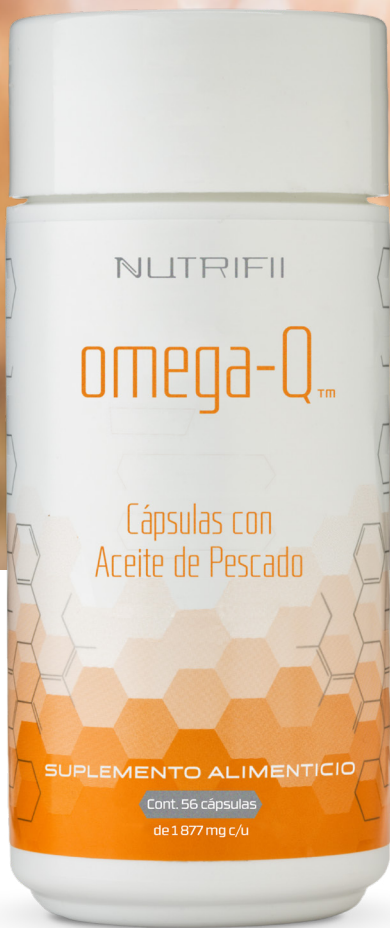 NUTRIFII
omega-Q™
Cápsulas con
Aceite de Pescado
SUPLEMENTO ALIMENTICIO
Cont. 56 cápsulas
de 1 877 mg c/u